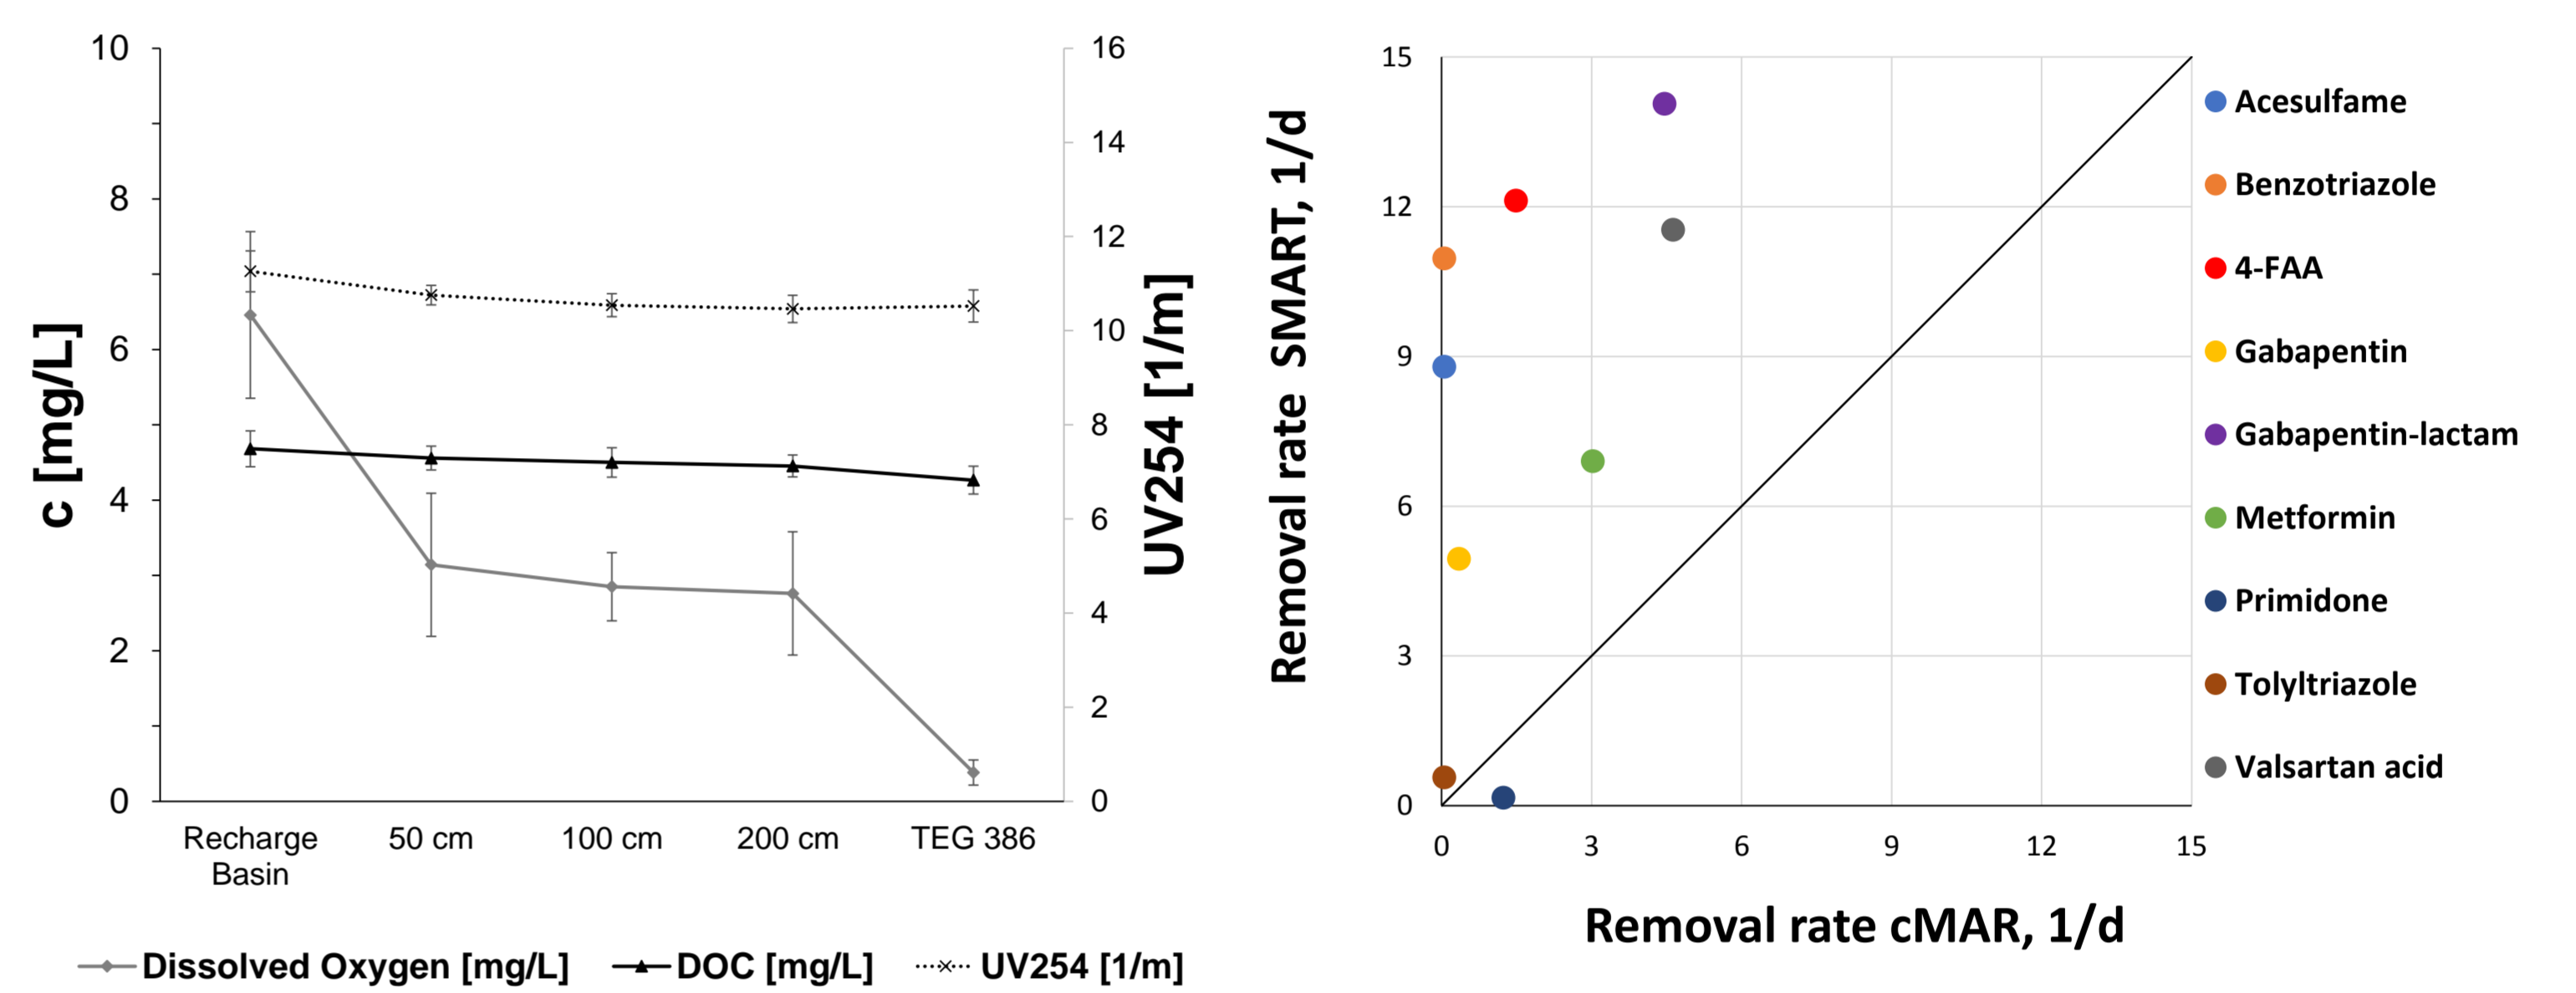 10
8
6
4
2
0
c [mg/L]
16
14
12
10
8
6
4
2
0
UV254 [1/m]
Recharge Basin
50 cm
100 cm
200 cm
TEG 386
Dissolved Oxygen [mg/L]
DOC [mg/L]
UV254 [1/m]
15
12
9
6
3
0
Removal rate SMART, 1/d
0
3
6
9
12
15
Removal rate cMAR, 1/d
Acesulfame
Benzotriazole
4-FAA
Gabapentin
Gabapentin-lactam
Metformin
Primidone
Tolyltriazole
Valsartan acid